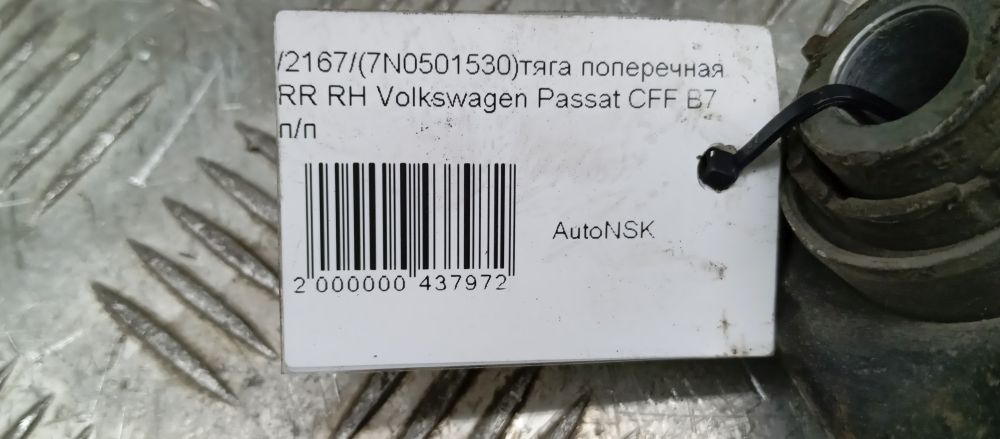 /2167/(7N0501530)тяга поперечная
RR RH Volkswagen Passat CFF B7
п/п
AutoNSK
2 000000 437972